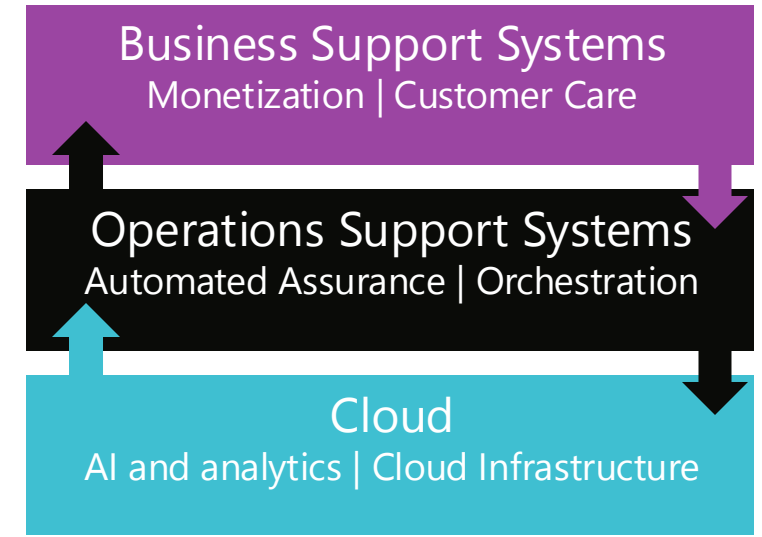 Business Support Systems
Monetization | Customer Care
Operations Support Systems
Automated Assurance | Orchestration
Cloud
AI and analytics | Cloud Infrastructure